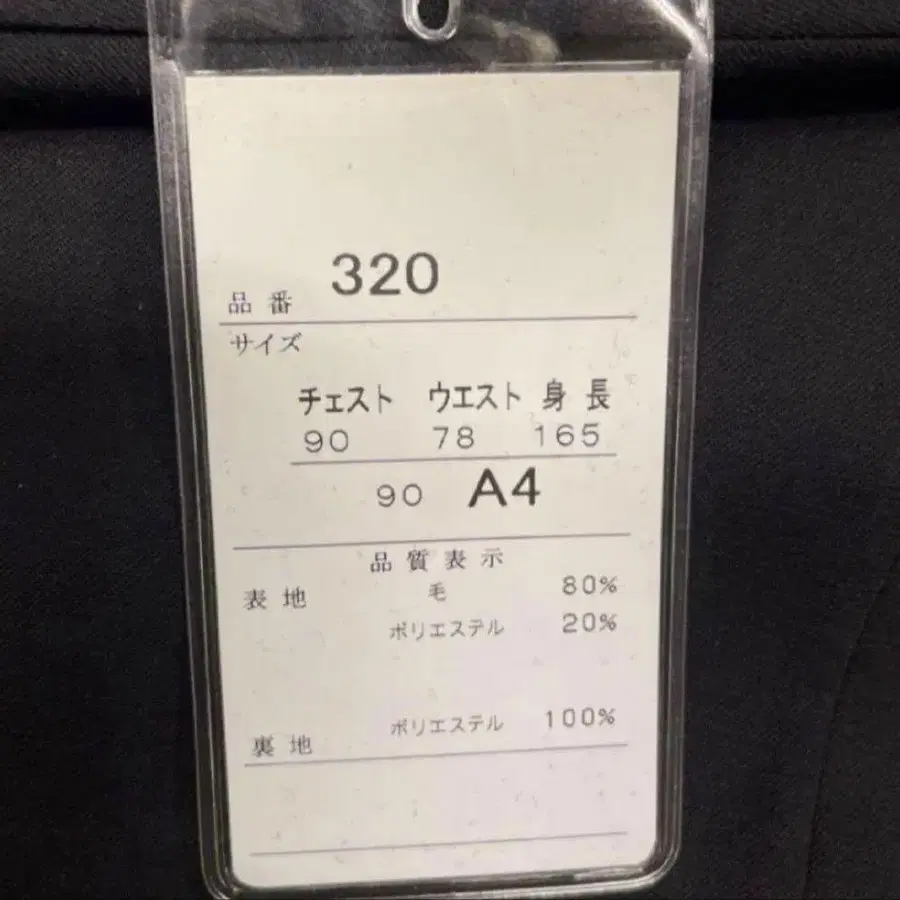 品番 320
サイズ
チェスト ウエスト 身長
90 78 165
90 A4
品質表示
表地 毛 80%
ポリエステル 20%
裏地 ポリエステル 100%